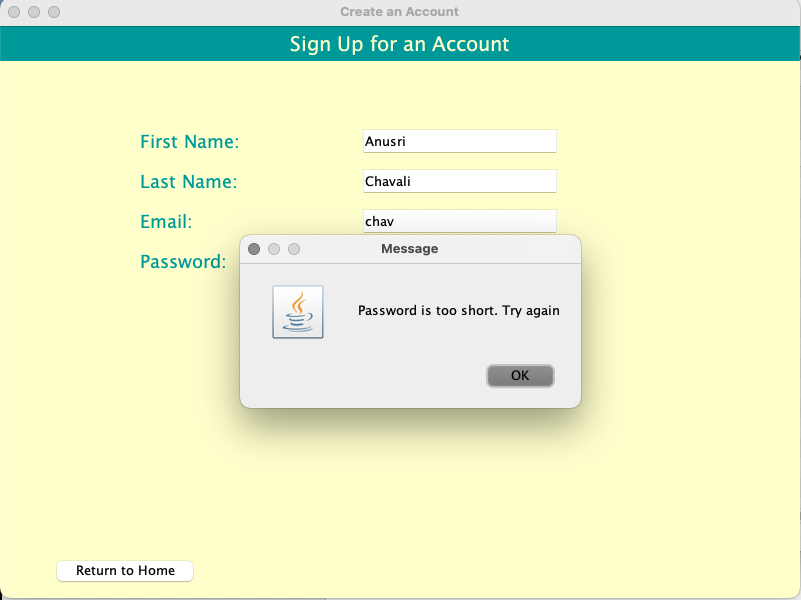 Create an Account
Sign Up for an Account
First Name: Anusri
Last Name: Chavali
Email: chav
Password:
Message
Password is too short. Try again
OK
Return to Home